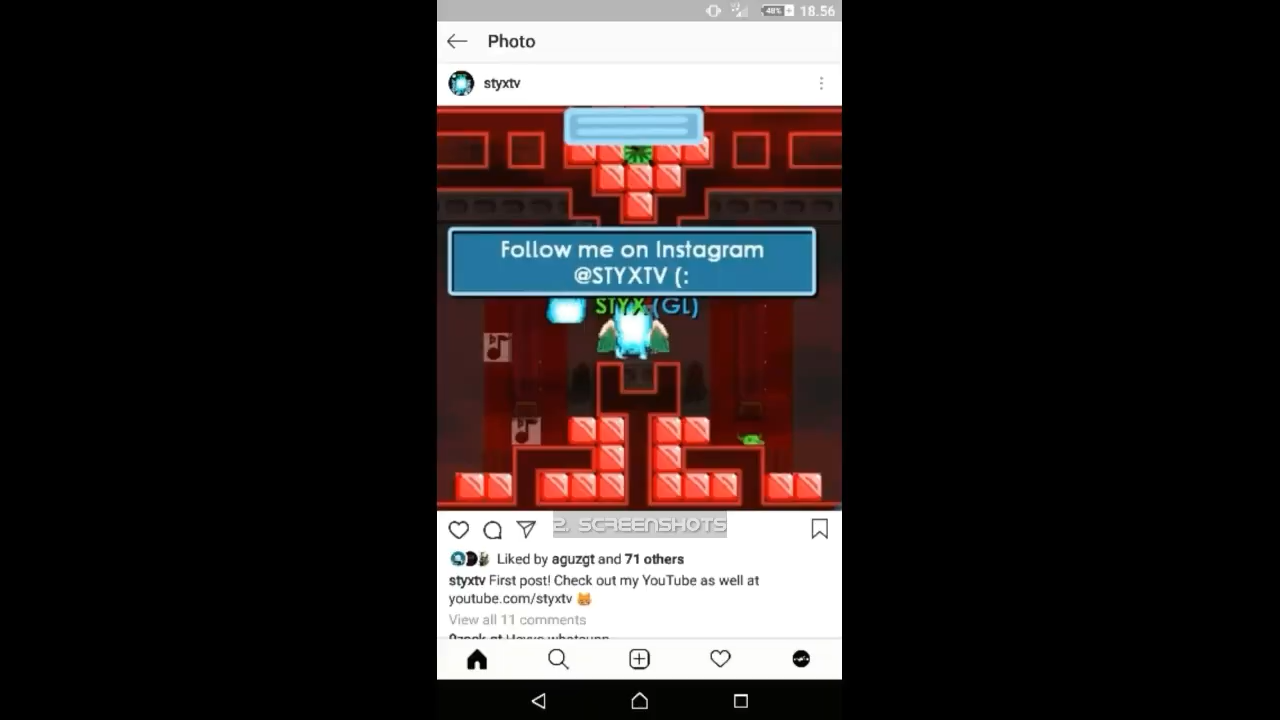 48% 18.56
Photo
styxtv
Follow me on Instagram
@STYXTV (:
STYX (GL)
2. SCREENSHOTS
Liked by aguzgt and 71 others
styxtv First post! Check out my YouTube as well at
youtube.com/styxtv 😼
View all 11 comments